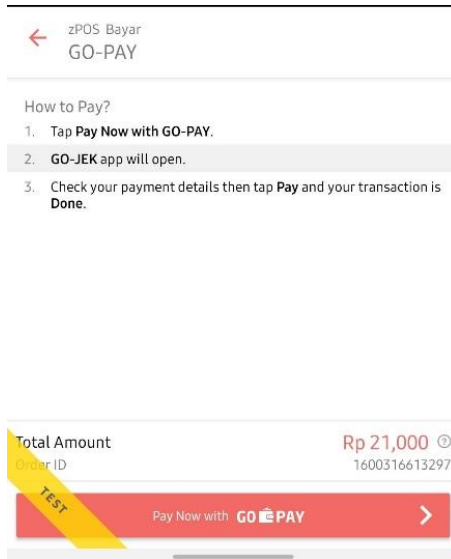 zPOS Bayar
GO-PAY
How to Pay?
1. Tap Pay Now with GO-PAY.
2. GO-JEK app will open.
3. Check your payment details then tap Pay and your transaction is
Done.
Total Amount
Rp 21,000 ?
Order ID
1600316613297
TEST
Pay Now with GO PAY